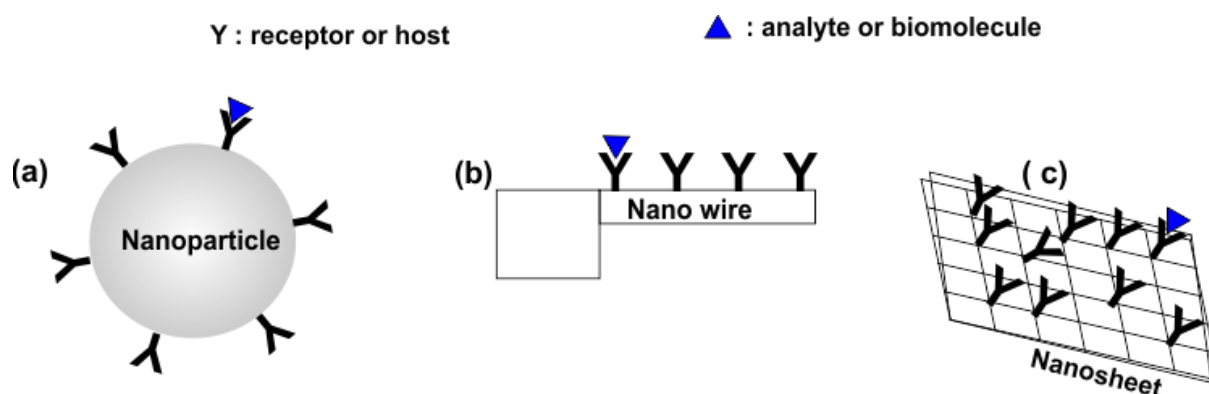 Y : receptor or host
: analyte or biomolecule
(a)
Nanoparticle
(b)
Nano wire
( c)
Nanosheet